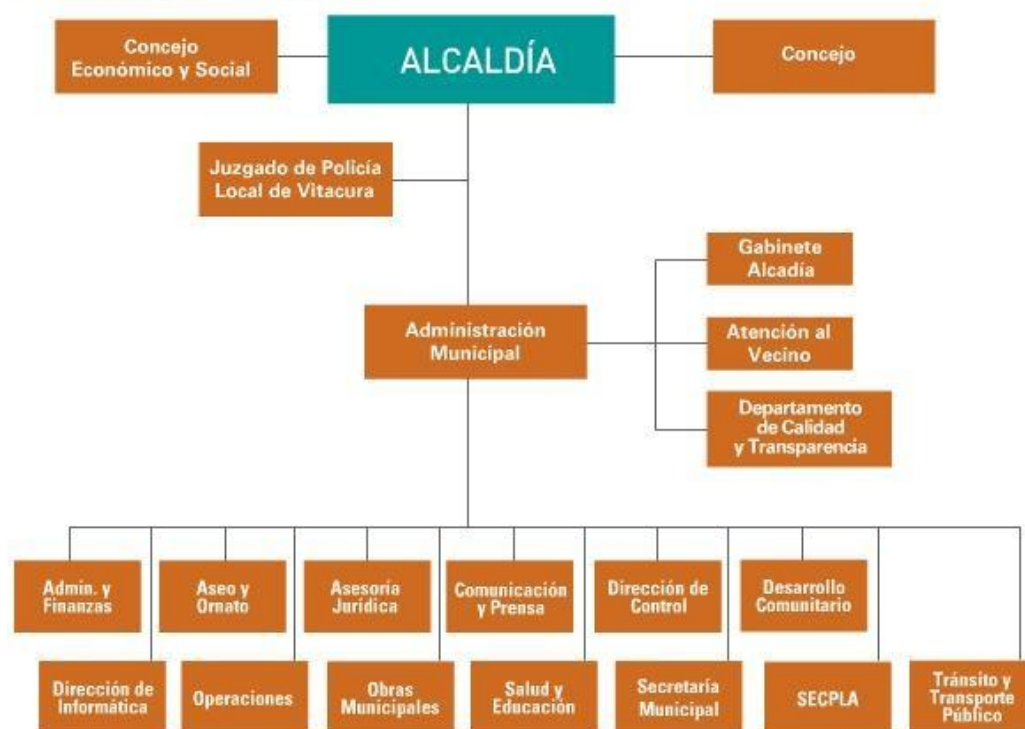 Concejo
Económico y Social
ALCALDÍA
Concejo
Juzgado de Policía
Local de Vitacura
Gabinete
Alcadía
Administración
Municipal
Atención al
Vecino
Departamento
de Calidad
y Transparencia
Admin. y
Finanzas
Aseo y
Ornato
Asesoría
Jurídica
Comunicación
y Prensa
Dirección de
Control
Desarrollo
Comunitario
Dirección de
Informática
Operaciones
Obras
Municipales
Salud y
Educación
Secretaría
Municipal
SECPLA
Tránsito y
Transporte
Público